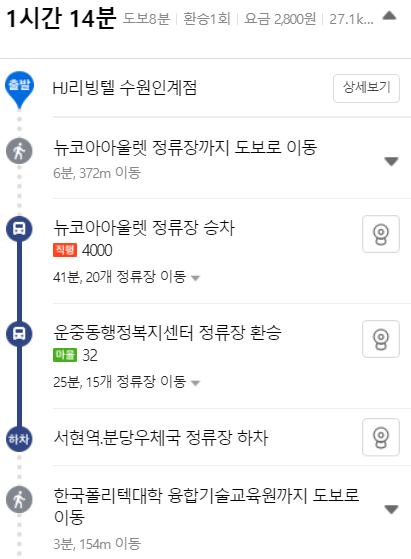 1시간 14분 도보8분 환승1회 요금 2,800원 27.1k...
출발 HJ리빙텔 수원인계점 상세보기
뉴코아아울렛 정류장까지 도보로 이동
6분, 372m 이동
뉴코아아울렛 정류장 승차
직행 4000
41분, 20개 정류장 이동
운중동행정복지센터 정류장 환승
마을 32
25분, 15개 정류장 이동
하차 서현역.분당우체국 정류장 하차
한국폴리텍대학 융합기술교육원까지 도보로
이동
3분, 154m 이동